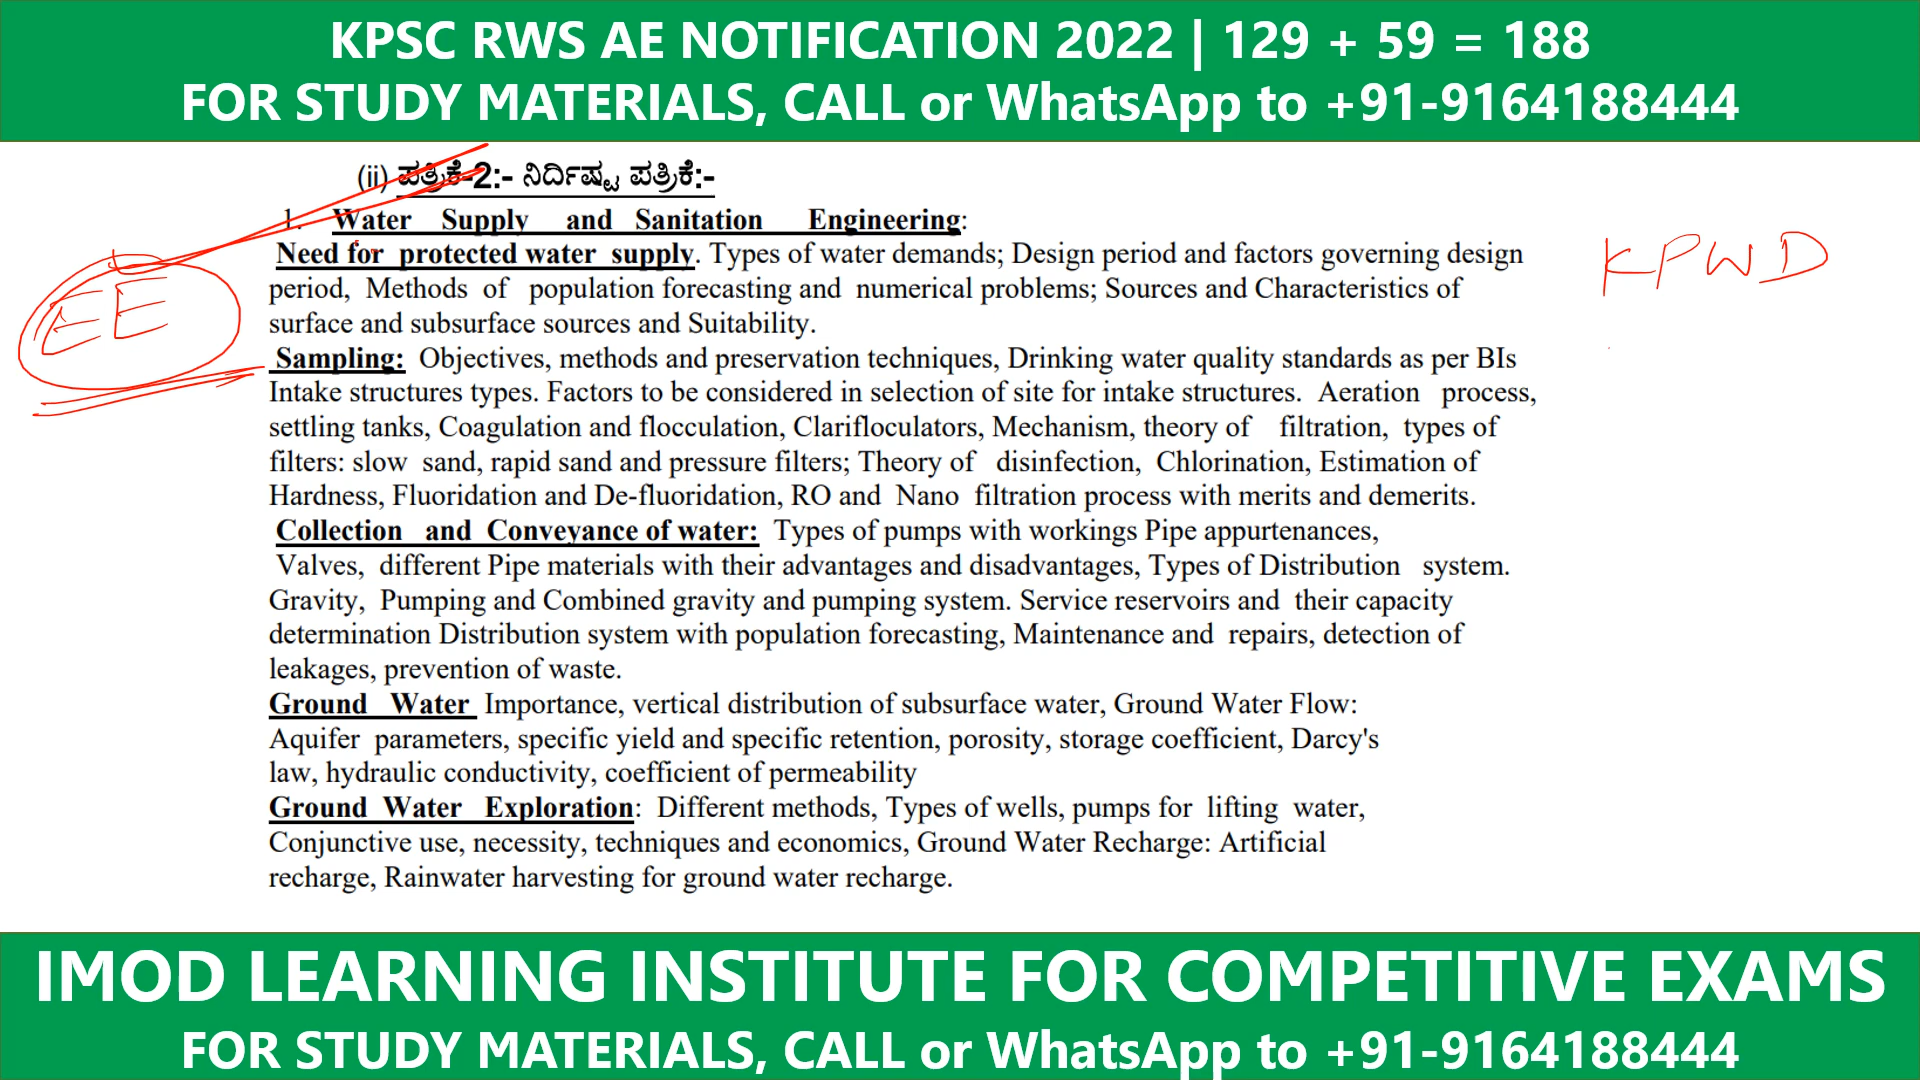 KPSC RWS AE NOTIFICATION 2022 | 129 + 59 = 188
FOR STUDY MATERIALS, CALL or WhatsApp to +91-9164188444
(ii) ಪತ್ರಿಕೆ-2:- ನಿರ್ದಿಷ್ಟ ಪತ್ರಿಕೆ:-
1. Water Supply and Sanitation Engineering:
Need for protected water supply. Types of water demands; Design period and factors governing design
KPWD
EE
period, Methods of population forecasting and numerical problems; Sources and Characteristics of
surface and subsurface sources and Suitability.
Sampling: Objectives, methods and preservation techniques, Drinking water quality standards as per BIs
Intake structures types. Factors to be considered in selection of site for intake structures. Aeration process,
settling tanks, Coagulation and flocculation, Clarifloculators, Mechanism, theory of filtration, types of
filters: slow sand, rapid sand and pressure filters; Theory of disinfection, Chlorination, Estimation of
Hardness, Fluoridation and De-fluoridation, RO and Nano filtration process with merits and demerits.
Collection and Conveyance of water: Types of pumps with workings Pipe appurtenances,
Valves, different Pipe materials with their advantages and disadvantages, Types of Distribution system.
Gravity, Pumping and Combined gravity and pumping system. Service reservoirs and their capacity
determination Distribution system with population forecasting, Maintenance and repairs, detection of
leakages, prevention of waste.
Ground Water Importance, vertical distribution of subsurface water, Ground Water Flow:
Aquifer parameters, specific yield and specific retention, porosity, storage coefficient, Darcy's
law, hydraulic conductivity, coefficient of permeability
Ground Water Exploration: Different methods, Types of wells, pumps for lifting water,
Conjunctive use, necessity, techniques and economics, Ground Water Recharge: Artificial
recharge, Rainwater harvesting for ground water recharge.
IMOD LEARNING INSTITUTE FOR COMPETITIVE EXAMS
FOR STUDY MATERIALS, CALL or WhatsApp to +91-9164188444